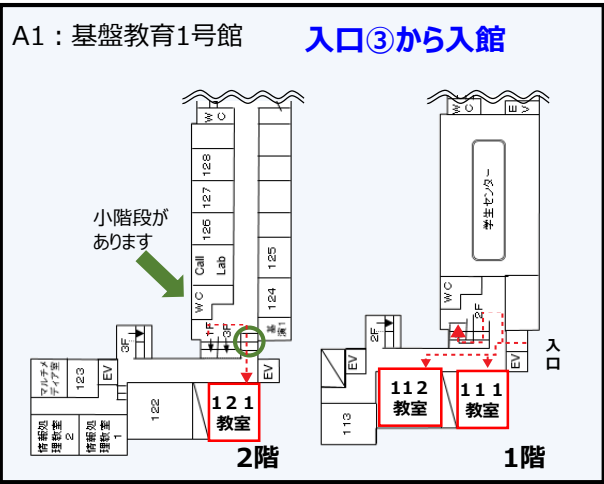 A1：基盤教育1号館
入口③から入館
小階段が
あります
WC
128
127
126
Call
Lab
WC
125
124
1F
3F
3F
EV
EV
マルチメ
ディア室
123
122
情報処
理教室
2
情報処
理教室
1
121
教室
2階
WC
EV
学生センター
WC
2F
2F
EV
EV
入
口
112
教室
111
教室
113
1階